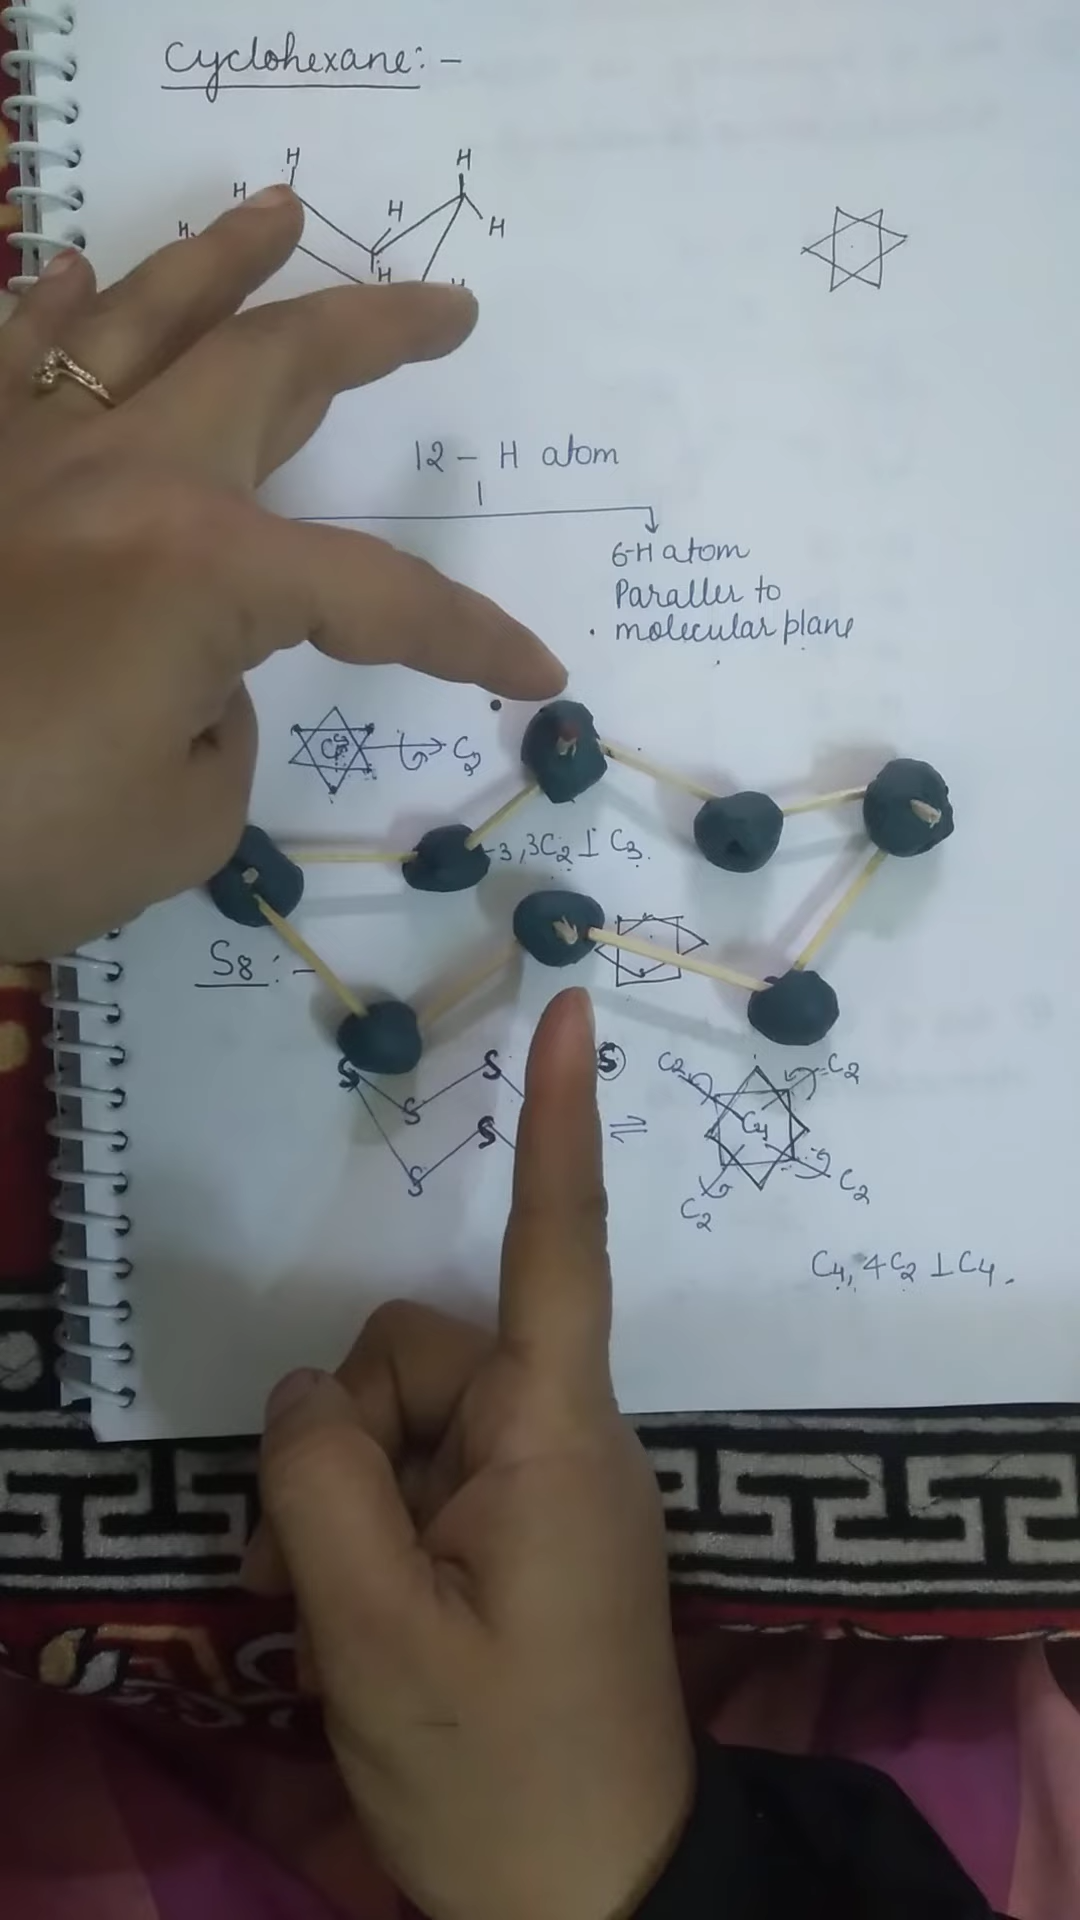 Cyclohexane:-
H
H
H
H
H
H
H
H
12 - H atom
6-H atom
Paraller to
molecular plane
C2
3,3C2⊥C3.
S8:-
S
S
S
S
S
S
⇌
C2
C2
C4
C2
C2
C4, 4C2⊥C4.